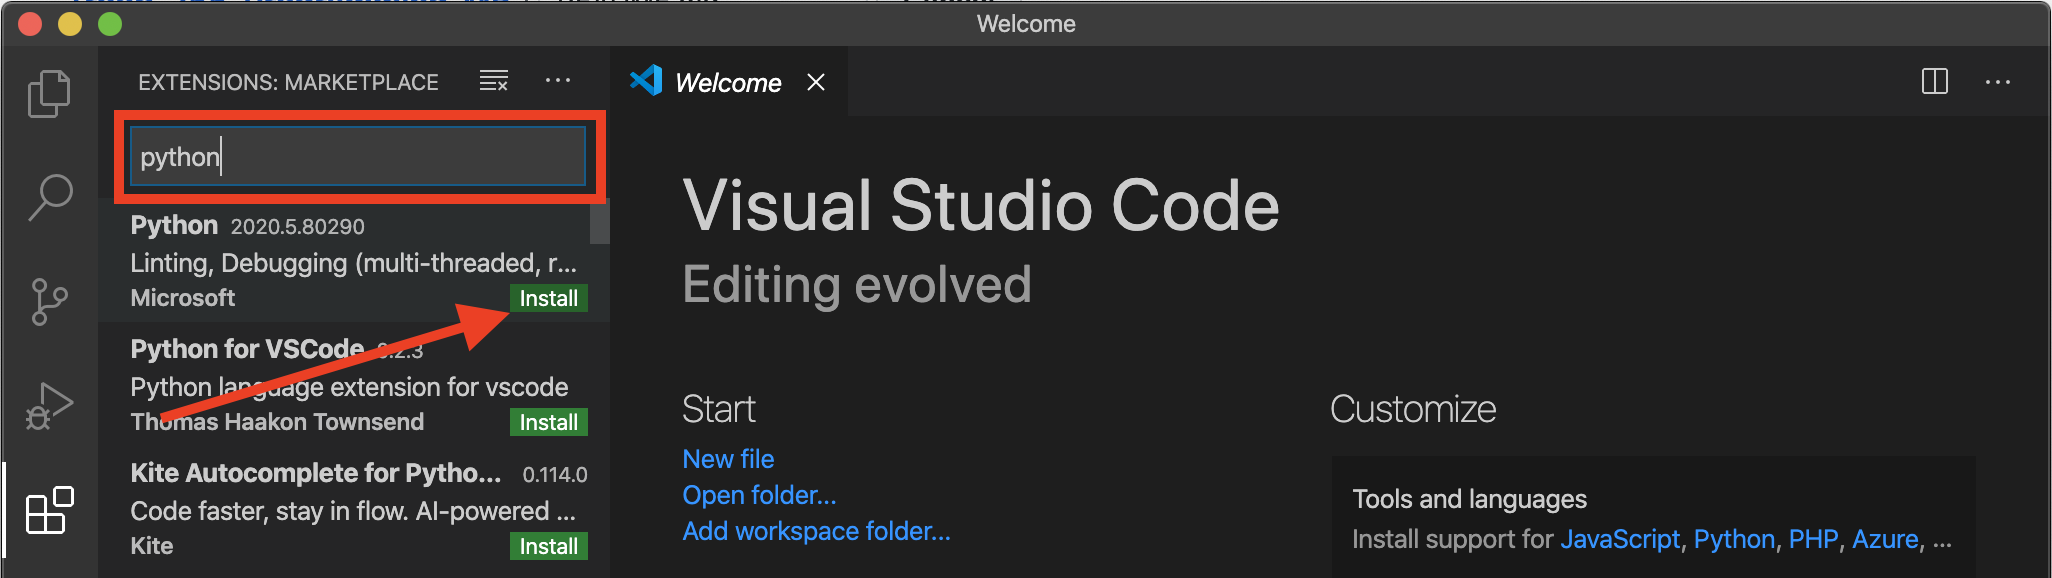 Welcome
EXTENSIONS: MARKETPLACE
Welcome
python
Python 2020.5.80290
Linting, Debugging (multi-threaded, r...
Microsoft Install
Python for VSCode 0.2.3
Python language extension for vscode
Thomas Haakon Townsend Install
Kite Autocomplete for Pytho... 0.114.0
Code faster, stay in flow. AI-powered ...
Kite Install
Visual Studio Code
Editing evolved
Start
New file
Open folder...
Add workspace folder...
Customize
Tools and languages
Install support for JavaScript, Python, PHP, Azure, ...